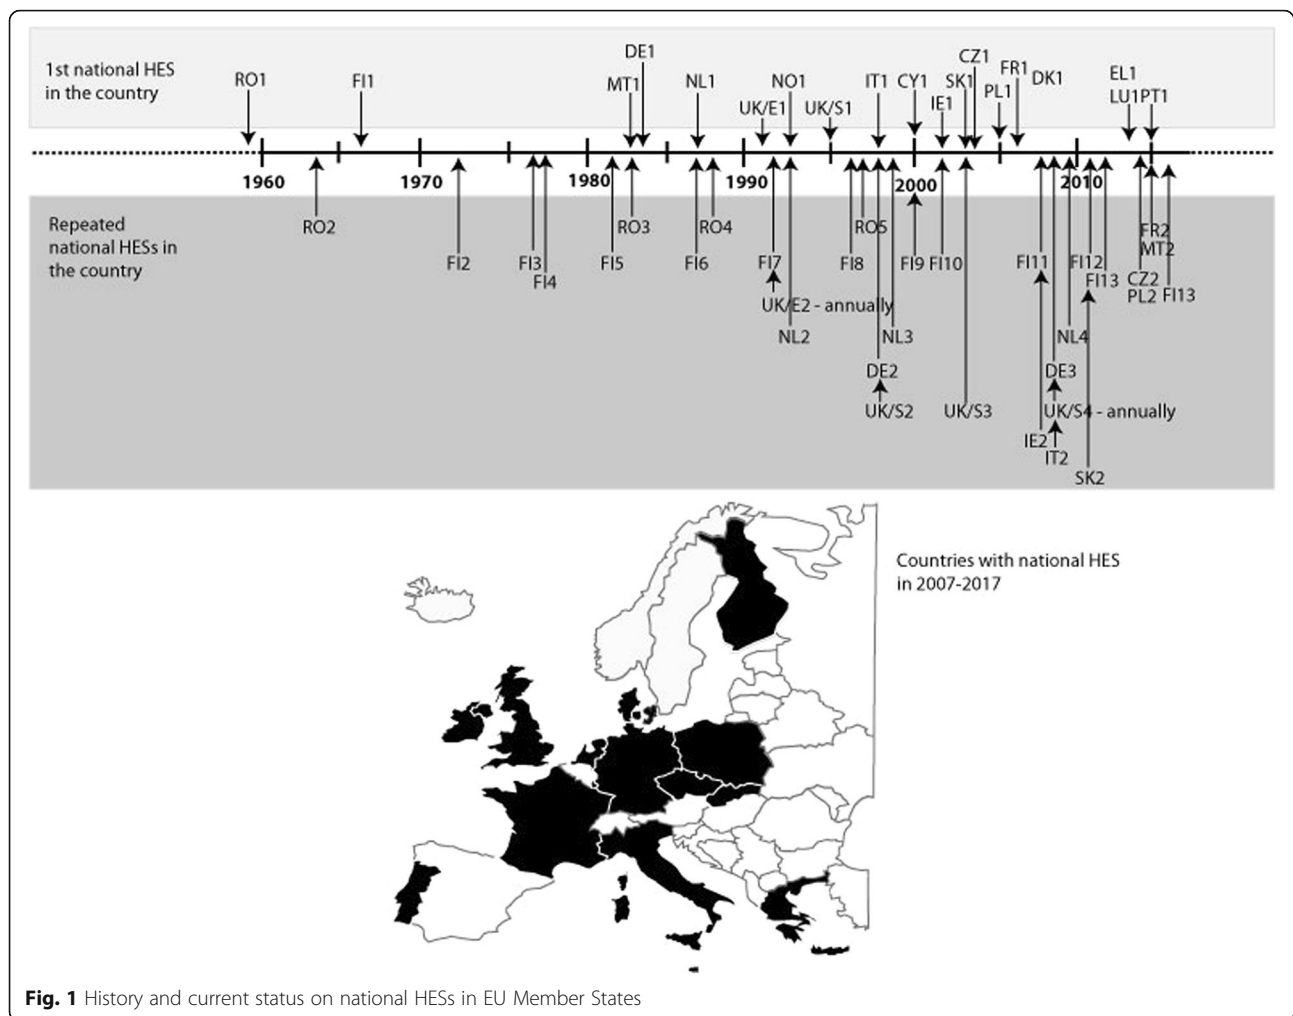 1st national HES
in the country
RO1
FI1
DE1
MT1
NL1
NO1
UK/E1
UK/S1
IT1
CY1
IE1
SK1
CZ1
PL1
FR1
DK1
EL1
LU1PT1
1960
1970
1980
1990
2000
2010
Repeated
national HESs in
the country
RO2
FI2
FI3
FI4
FI5
RO3
FI6
RO4
FI7
UK/E2 - annually
NL2
FI8
RO5
DE2
UK/S2
NL3
FI9
FI10
UK/S3
FI11
IE2
DE3
UK/S4 - annually
IT2
NL4
FI12
SK2
FI13
CZ2
PL2
FR2
MT2
FI13
Countries with national HES
in 2007-2017
Fig. 1 History and current status on national HESs in EU Member States